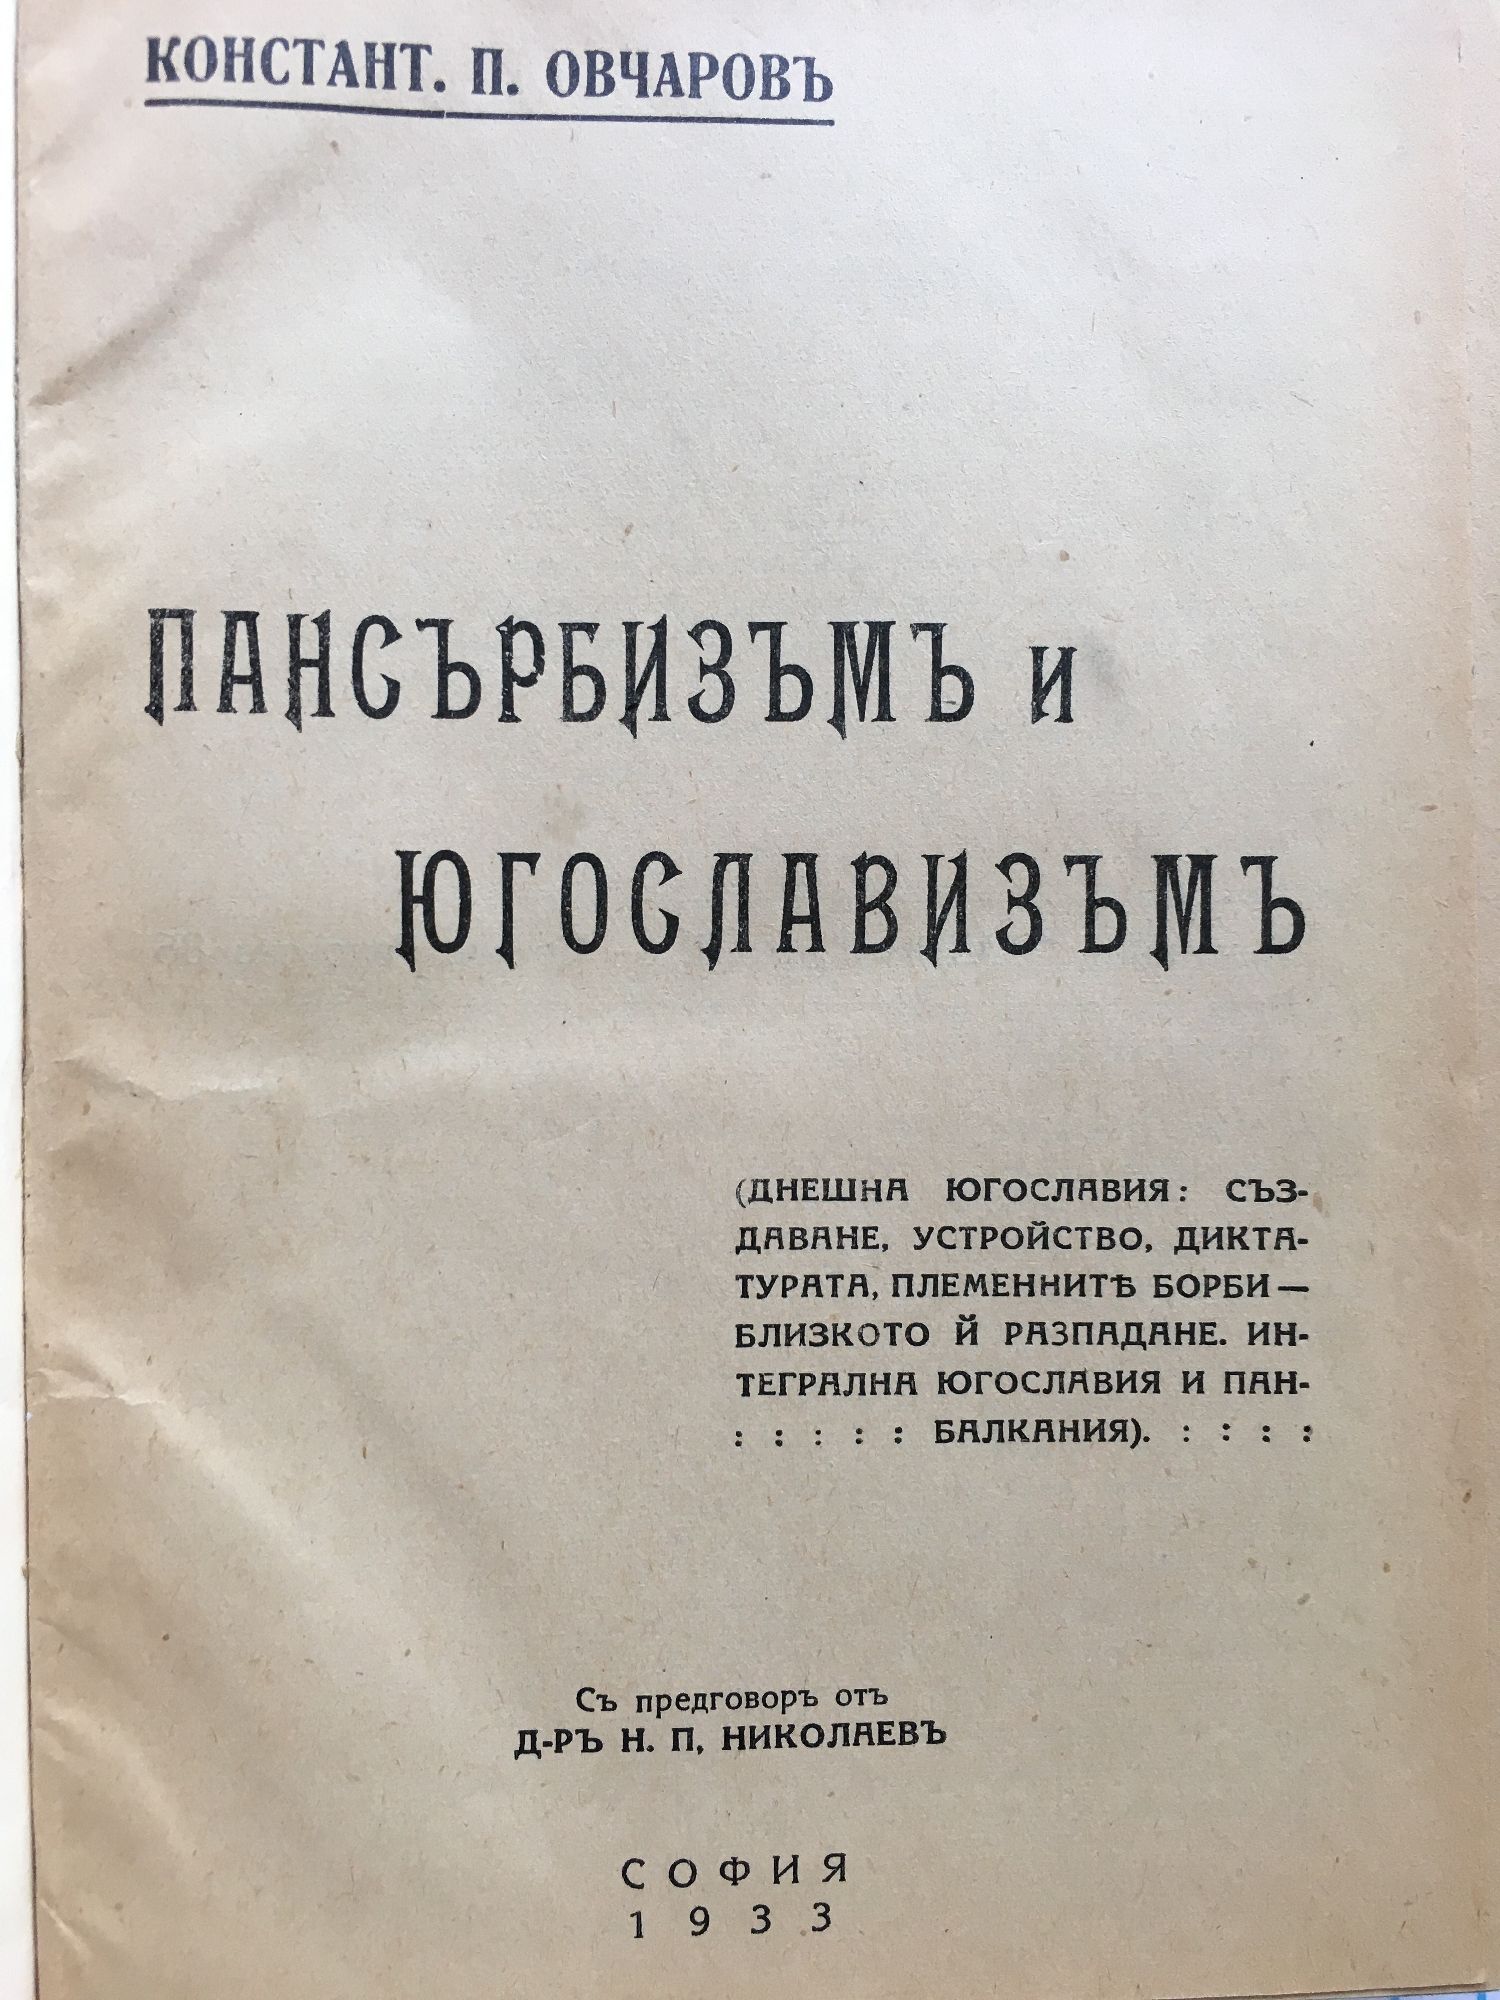 КОНСТАНТ. П. ОВЧАРОВЪ
ПАНСЪРБИЗЪМЪ и
ЮГОСЛАВИЗЪМЪ
(ДНЕШНА ЮГОСЛАВИЯ: СЪЗ-
ДАВАНЕ, УСТРОЙСТВО, ДИКТА-
ТУРАТА, ПЛЕМЕННИТѢ БОРБИ —
БЛИЗКОТО Й РАЗПАДАНЕ. ИН-
ТЕГРАЛНА ЮГОСЛАВИЯ И ПАН-
: : : : : БАЛКАНИЯ). : : : :
Съ предговоръ отъ
Д-РЪ Н. П. НИКОЛАЕВЪ
СОФИЯ
1933